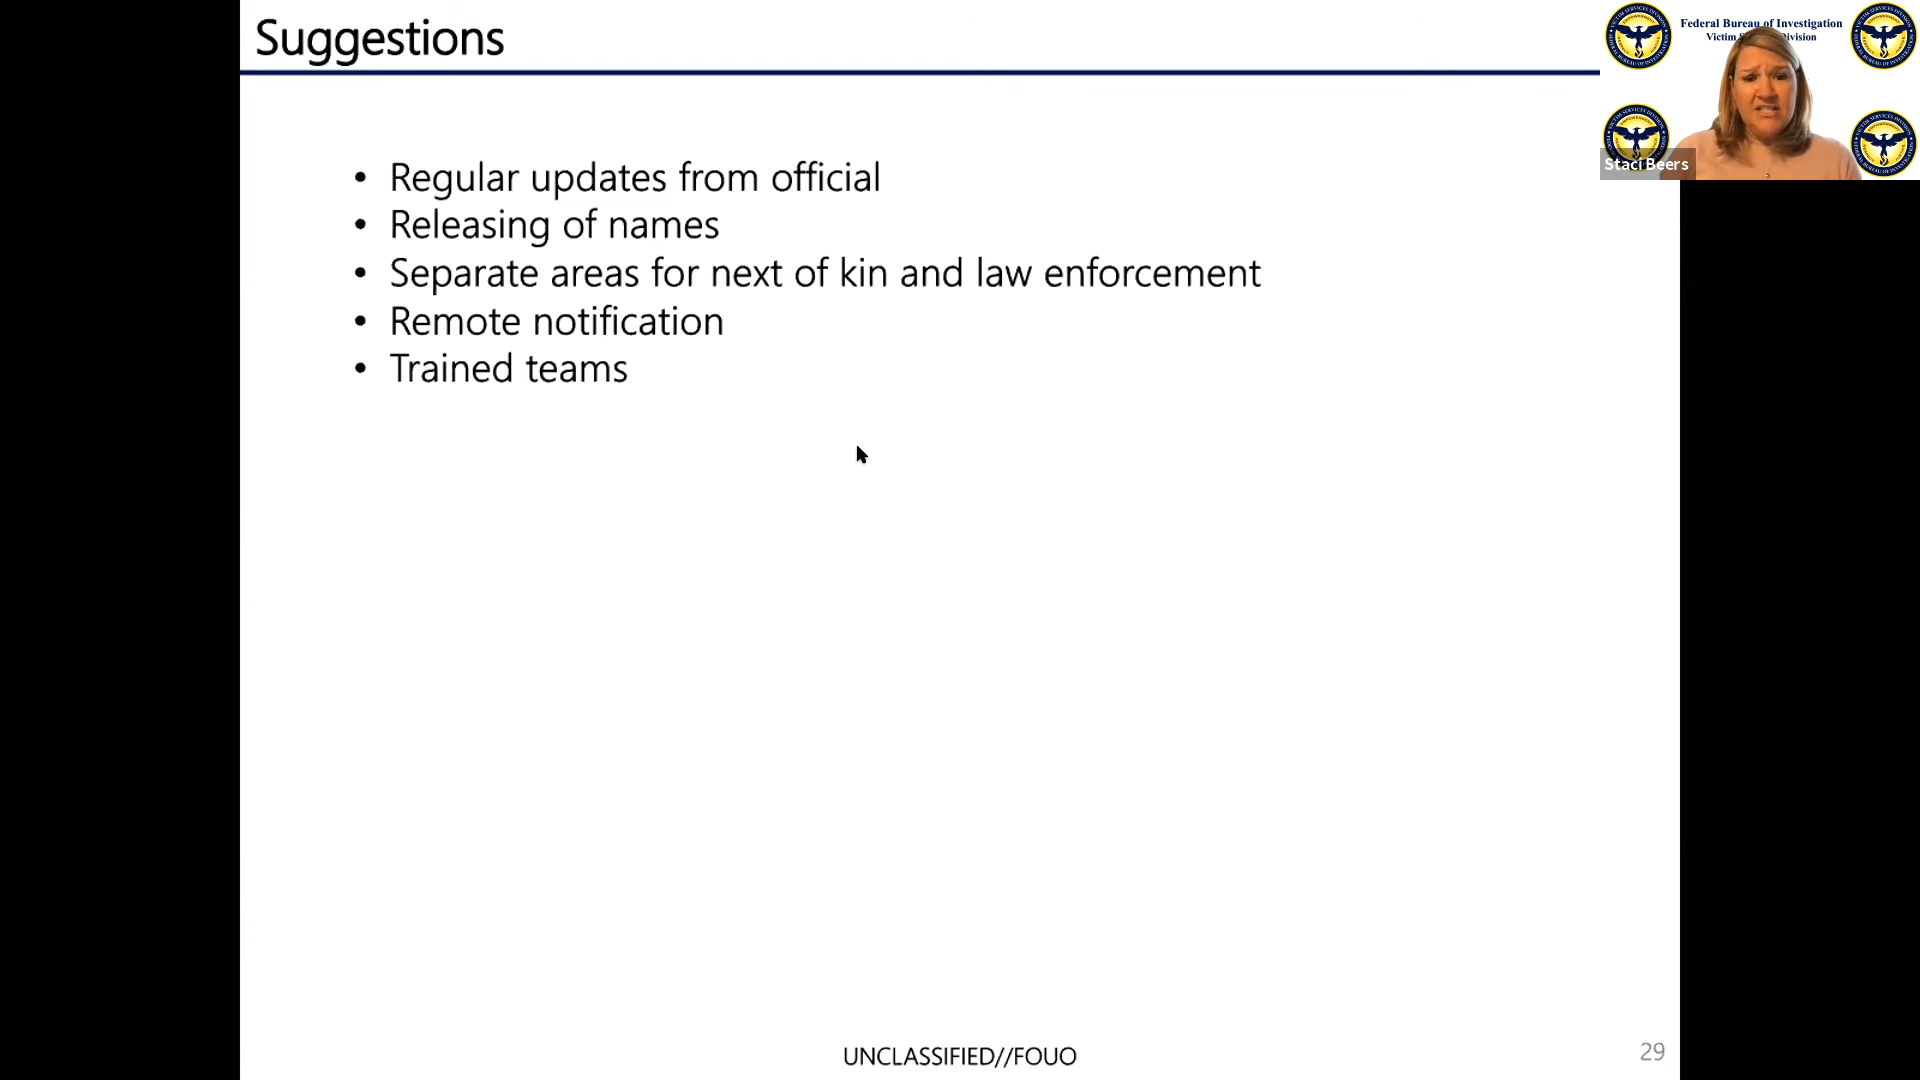 Suggestions
Federal Bureau of Investigation
Victim Division
Staci Beers
• Regular updates from official
• Releasing of names
• Separate areas for next of kin and law enforcement
• Remote notification
• Trained teams
UNCLASSIFIED//FOUO
29